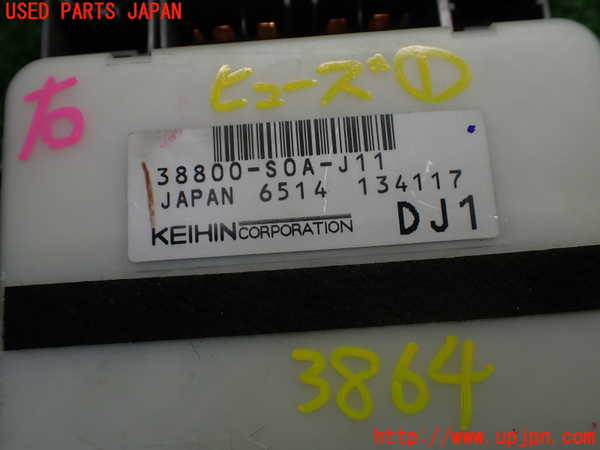 USED PARTS JAPAN
右
ヒューズ①
38800-S0A-J11
JAPAN 6514 134117
KEIHIN CORPORATION
DJ1
3864
http://www.upjpn.com/